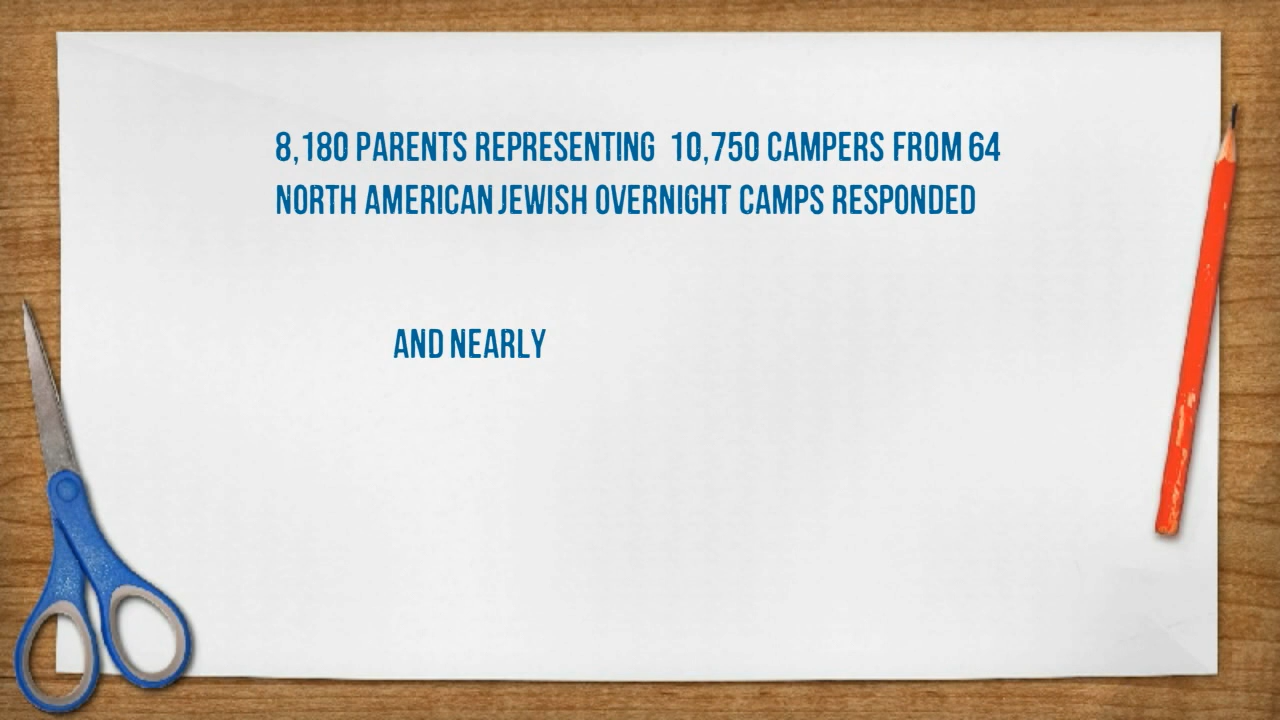 8,180 PARENTS REPRESENTING 10,750 CAMPERS FROM 64
NORTH AMERICAN JEWISH OVERNIGHT CAMPS RESPONDED
AND NEARLY